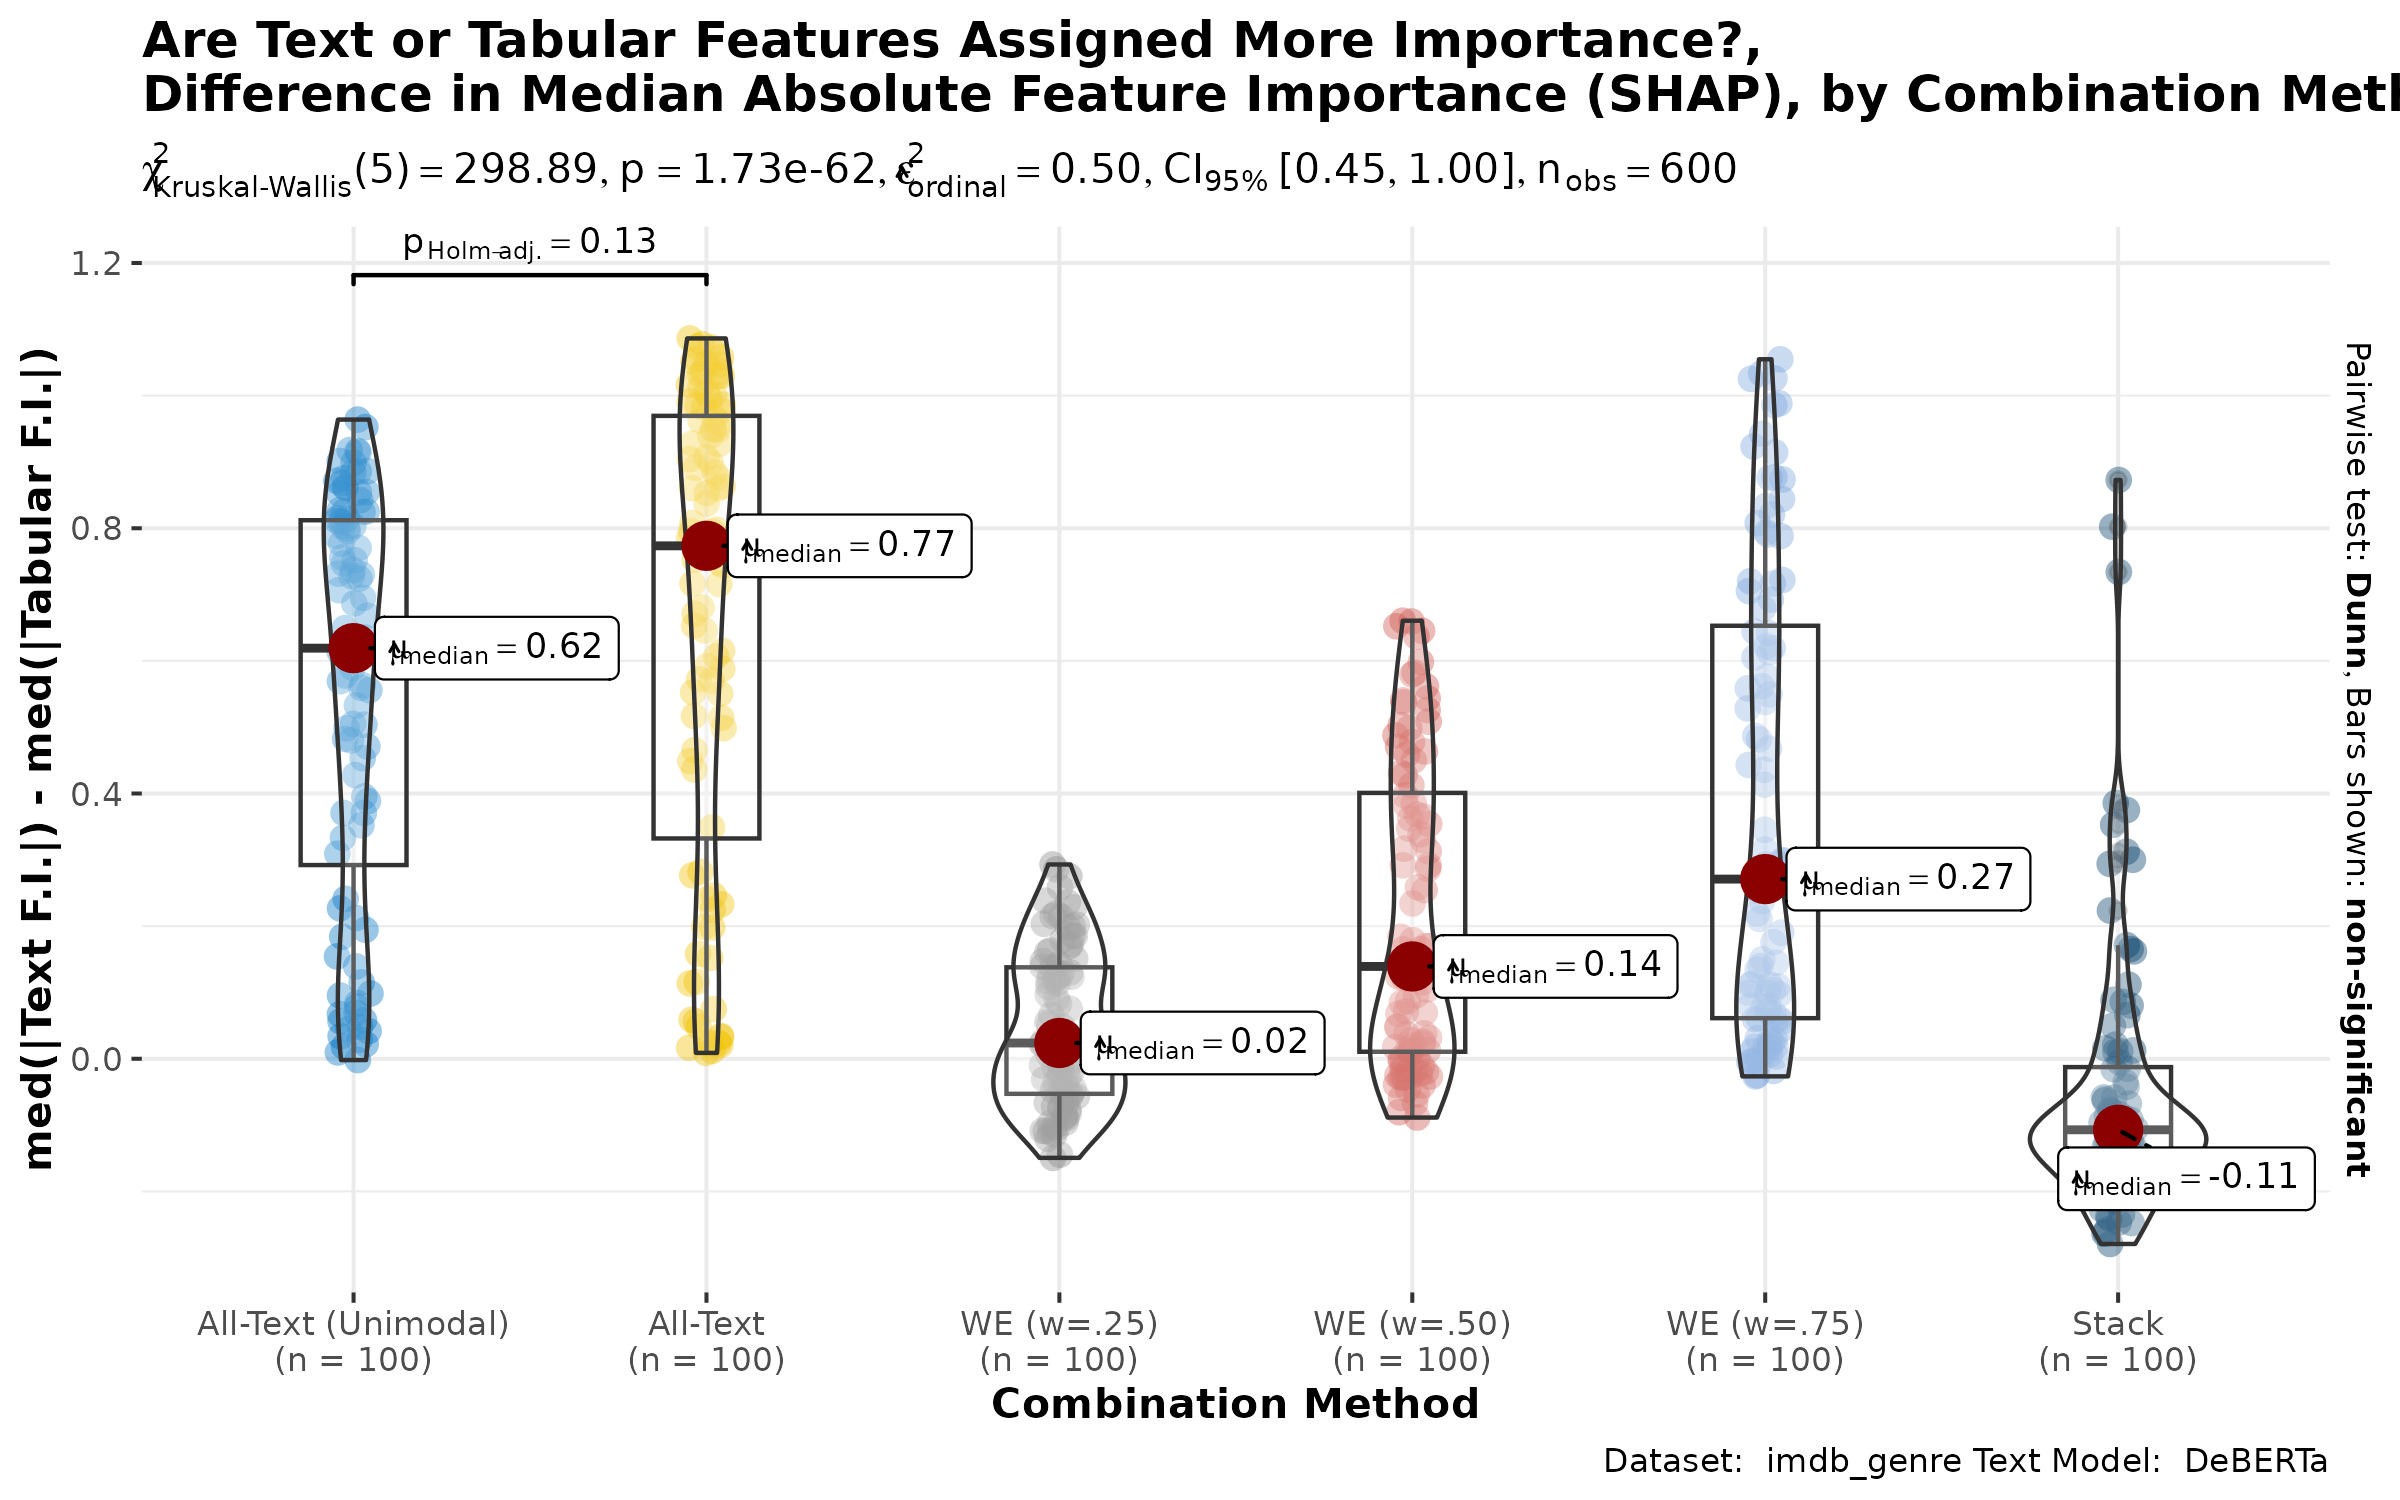 Are Text or Tabular Features Assigned More Importance?,
Difference in Median Absolute Feature Importance (SHAP), by Combination Meth
χ²Kruskal-Wallis(5) = 298.89, p = 1.73e-62, ε̂²ordinal = 0.50, CI95% [0.45, 1.00], nobs = 600
pHolm-adj. = 0.13
1.2
0.8
0.4
0.0
med(|Text F.I.|) - med(|Tabular F.I.|)
μ̂median = 0.62
μ̂median = 0.77
μ̂median = 0.02
μ̂median = 0.14
μ̂median = 0.27
μ̂median = -0.11
Pairwise test: Dunn, Bars shown: non-significant
All-Text (Unimodal)
(n = 100)
All-Text
(n = 100)
WE (w=.25)
(n = 100)
WE (w=.50)
(n = 100)
WE (w=.75)
(n = 100)
Stack
(n = 100)
Combination Method
Dataset: imdb_genre Text Model: DeBERTa